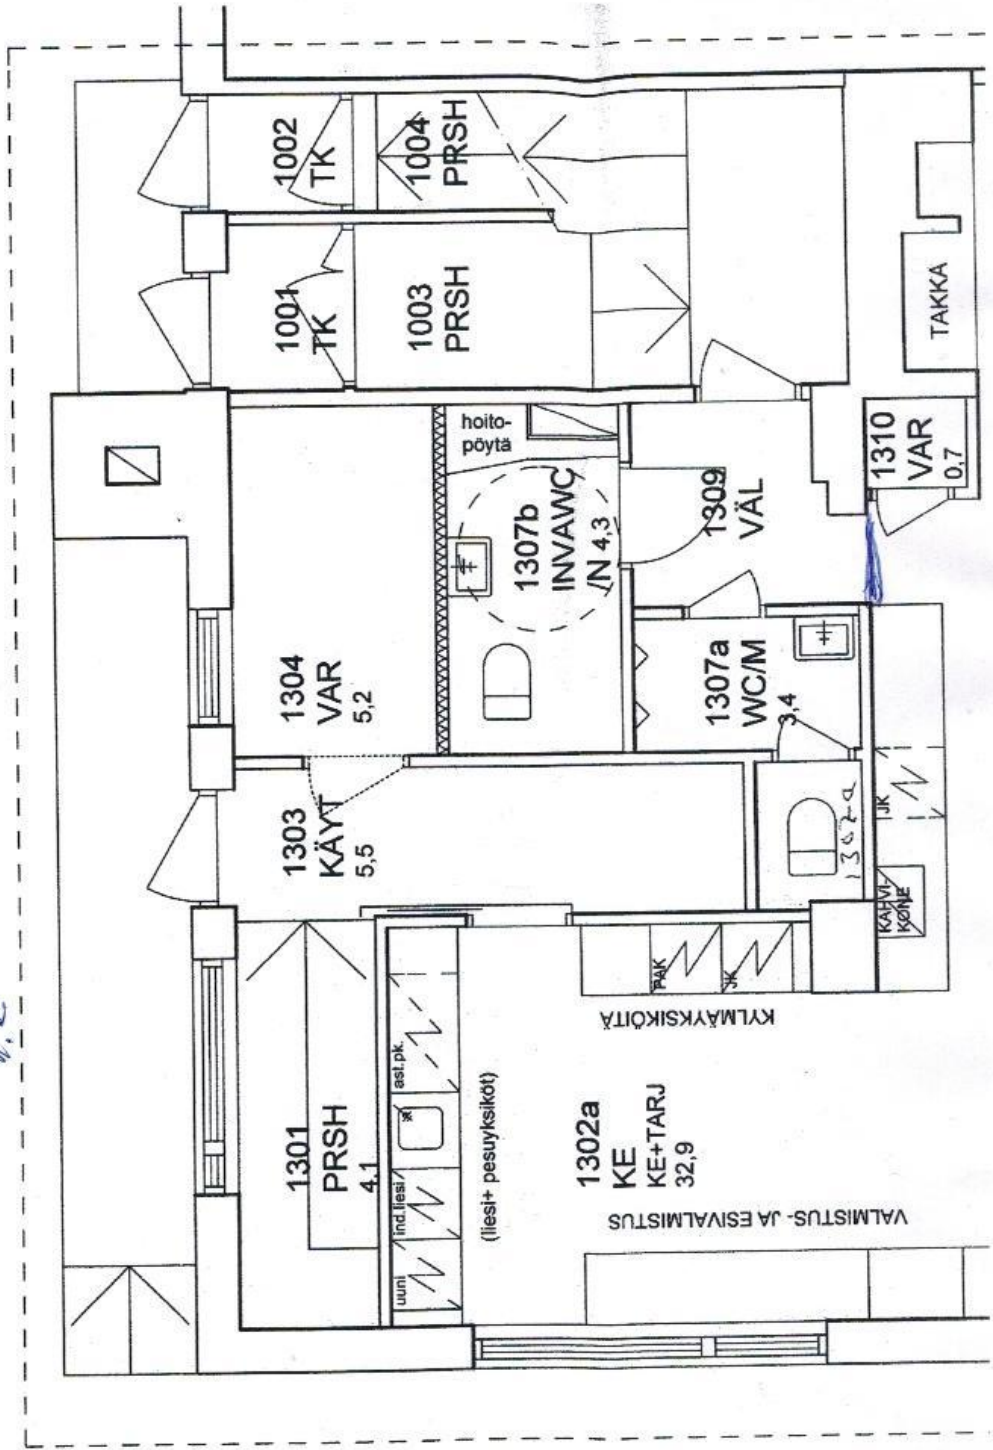 1002
TK
1004
PRSH
1001
TK
1003
PRSH
TAKKA
hoito-
pöytä
1310
VAR
0,7
1309
VÄL
1307b
INVAWC
/N 4,3
1304
VAR
5,2
1307a
WC/M
3,4
1303
KÄYT
5,5
1302a
JK
KAHVI-
KONE
PAK
JK
KYLMÄYKSIKÖITÄ
1301
PRSH
4,1
ast.pk.
ind.liesi
uuni
(liesi+ pesuyksiköt)
1302a
KE
KE+TARJ
32,9
VALMISTUS- JA ESIVALMISTUS